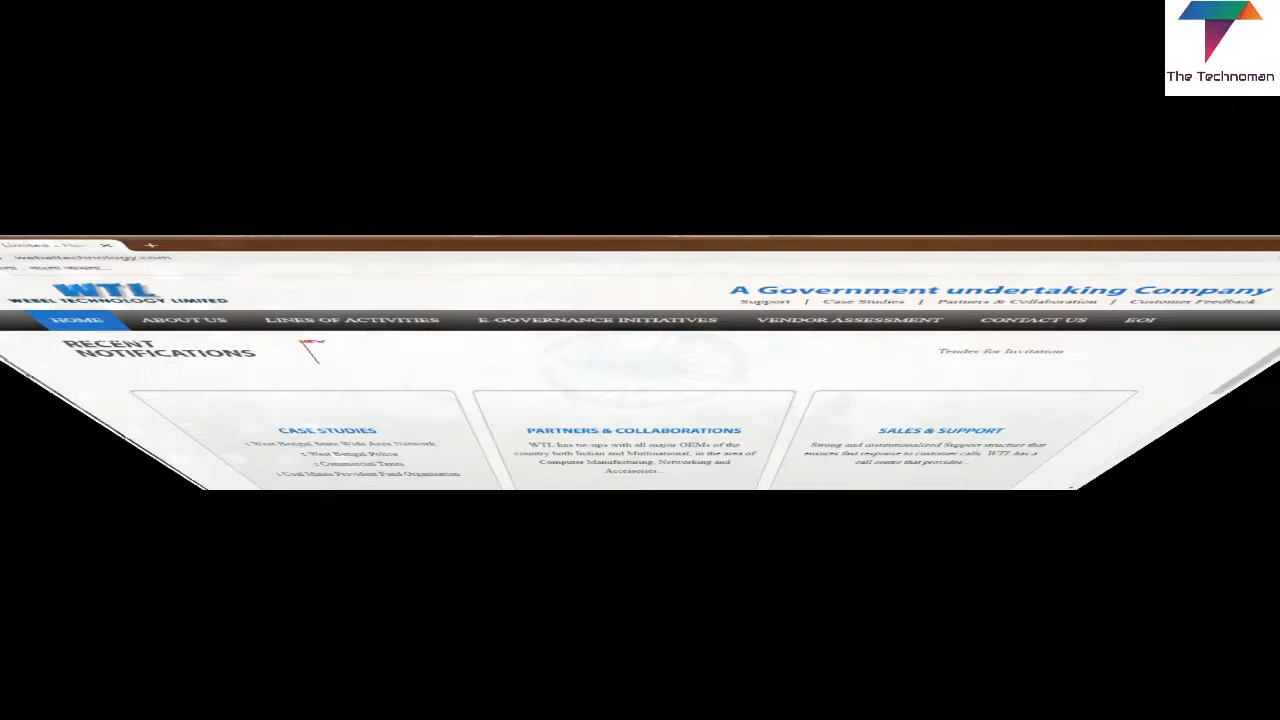 The Technoman
Limited - Ho
webeltechnology.com
WTL
WEBEL TECHNOLOGY LIMITED
A Government undertaking Company
Support | Case Studies | Partners & Collaboration | Customer Feedback
HOME ABOUT US LINES OF ACTIVITIES E-GOVERNANCE INITIATIVES VENDOR ASSESSMENT CONTACT US EOI
RECENT
NOTIFICATIONS
NEW
Tender for Invitation
CASE STUDIES
:: West Bengal State Wide Area Network
:: West Bengal Police
:: Commercial Taxes
:: Coal Mines Provident Fund Organisation
PARTNERS & COLLABORATIONS
WTL has tie-ups with all major OEMs of the
country both Indian and Multinational, in the area of
Computer Manufacturing, Networking and
Accessories...
SALES & SUPPORT
Strong and institutionalized Support structure that
ensures fast response to customer calls. WTL has a
call centre that provides...